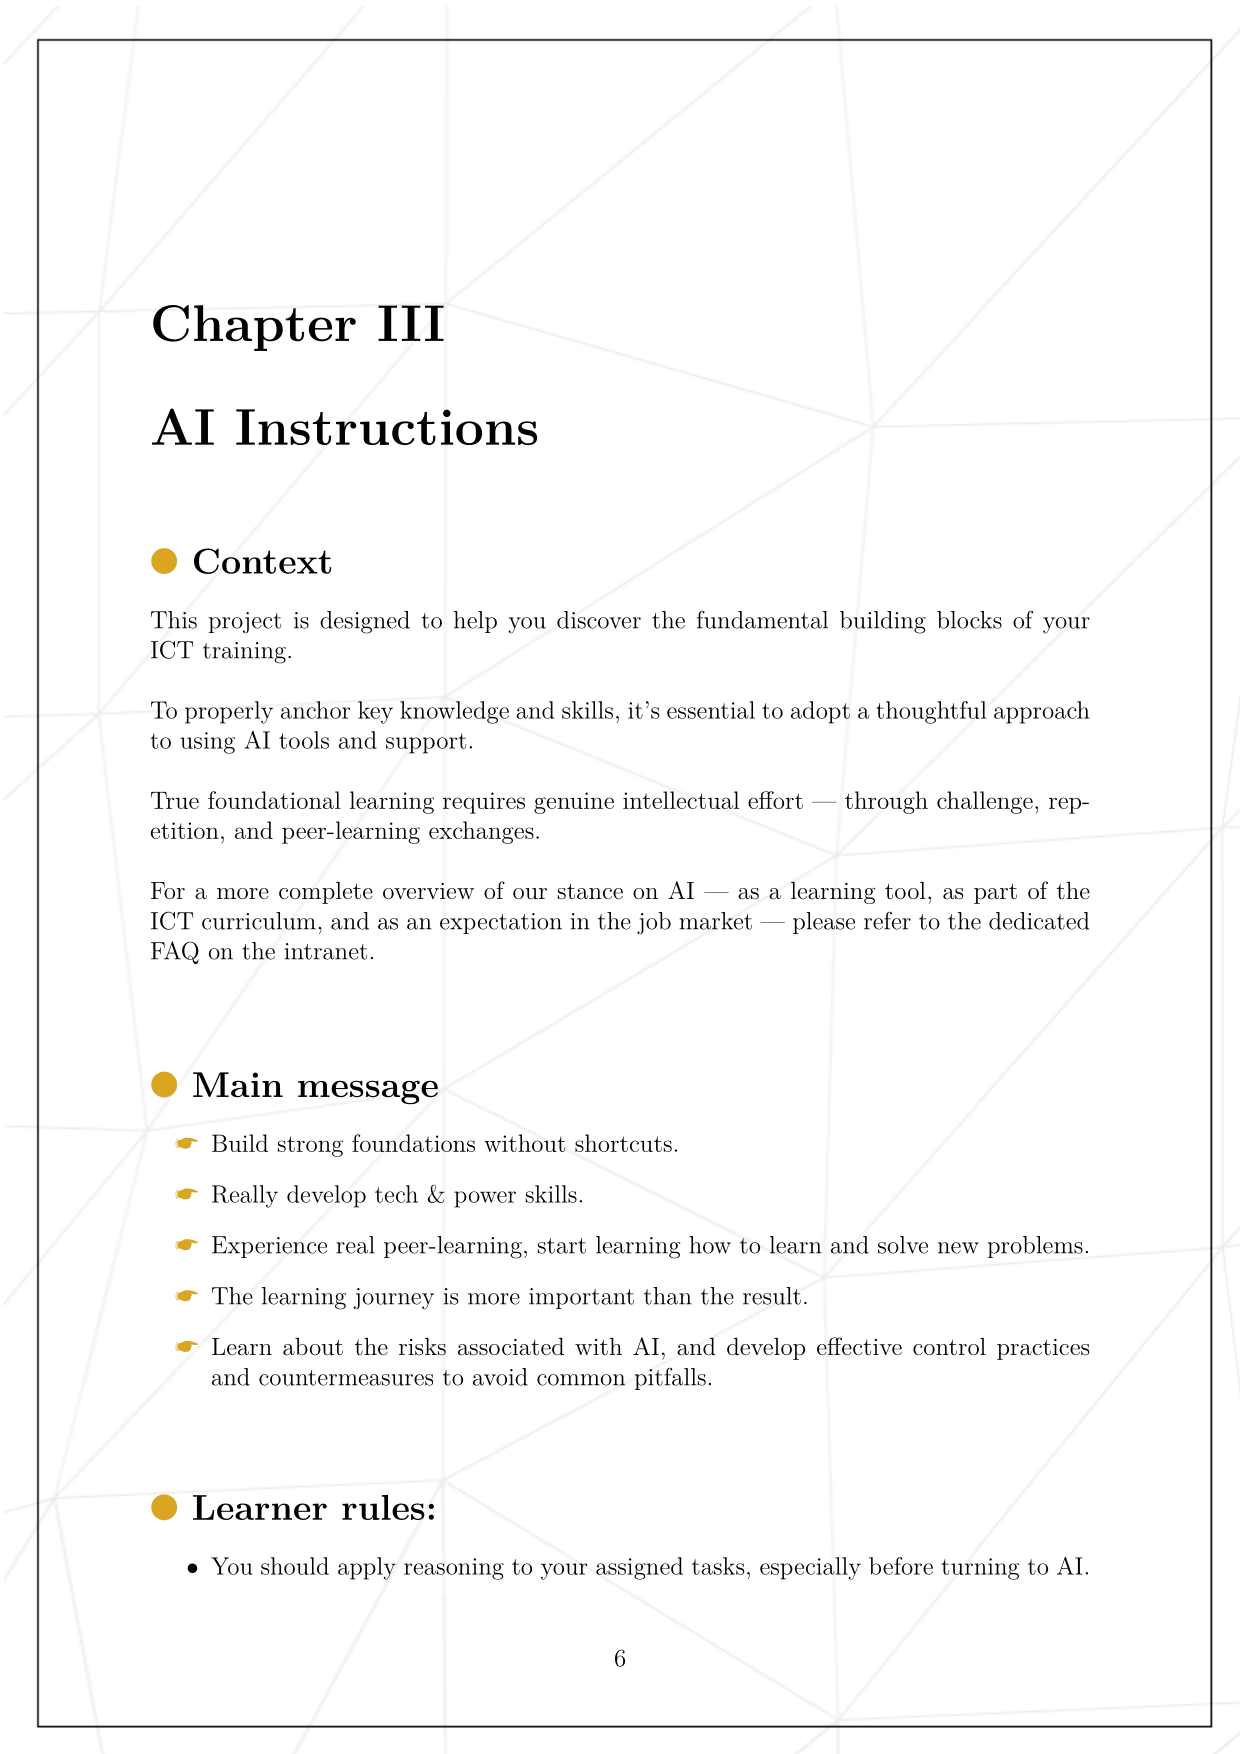 Chapter III
AI Instructions
Context
This project is designed to help you discover the fundamental building blocks of your
ICT training.
To properly anchor key knowledge and skills, it's essential to adopt a thoughtful approach
to using AI tools and support.
True foundational learning requires genuine intellectual effort — through challenge, rep-
etition, and peer-learning exchanges.
For a more complete overview of our stance on AI — as a learning tool, as part of the
ICT curriculum, and as an expectation in the job market — please refer to the dedicated
FAQ on the intranet.
Main message
☛ Build strong foundations without shortcuts.
☛ Really develop tech & power skills.
☛ Experience real peer-learning, start learning how to learn and solve new problems.
☛ The learning journey is more important than the result.
☛ Learn about the risks associated with AI, and develop effective control practices
and countermeasures to avoid common pitfalls.
Learner rules:
• You should apply reasoning to your assigned tasks, especially before turning to AI.
6